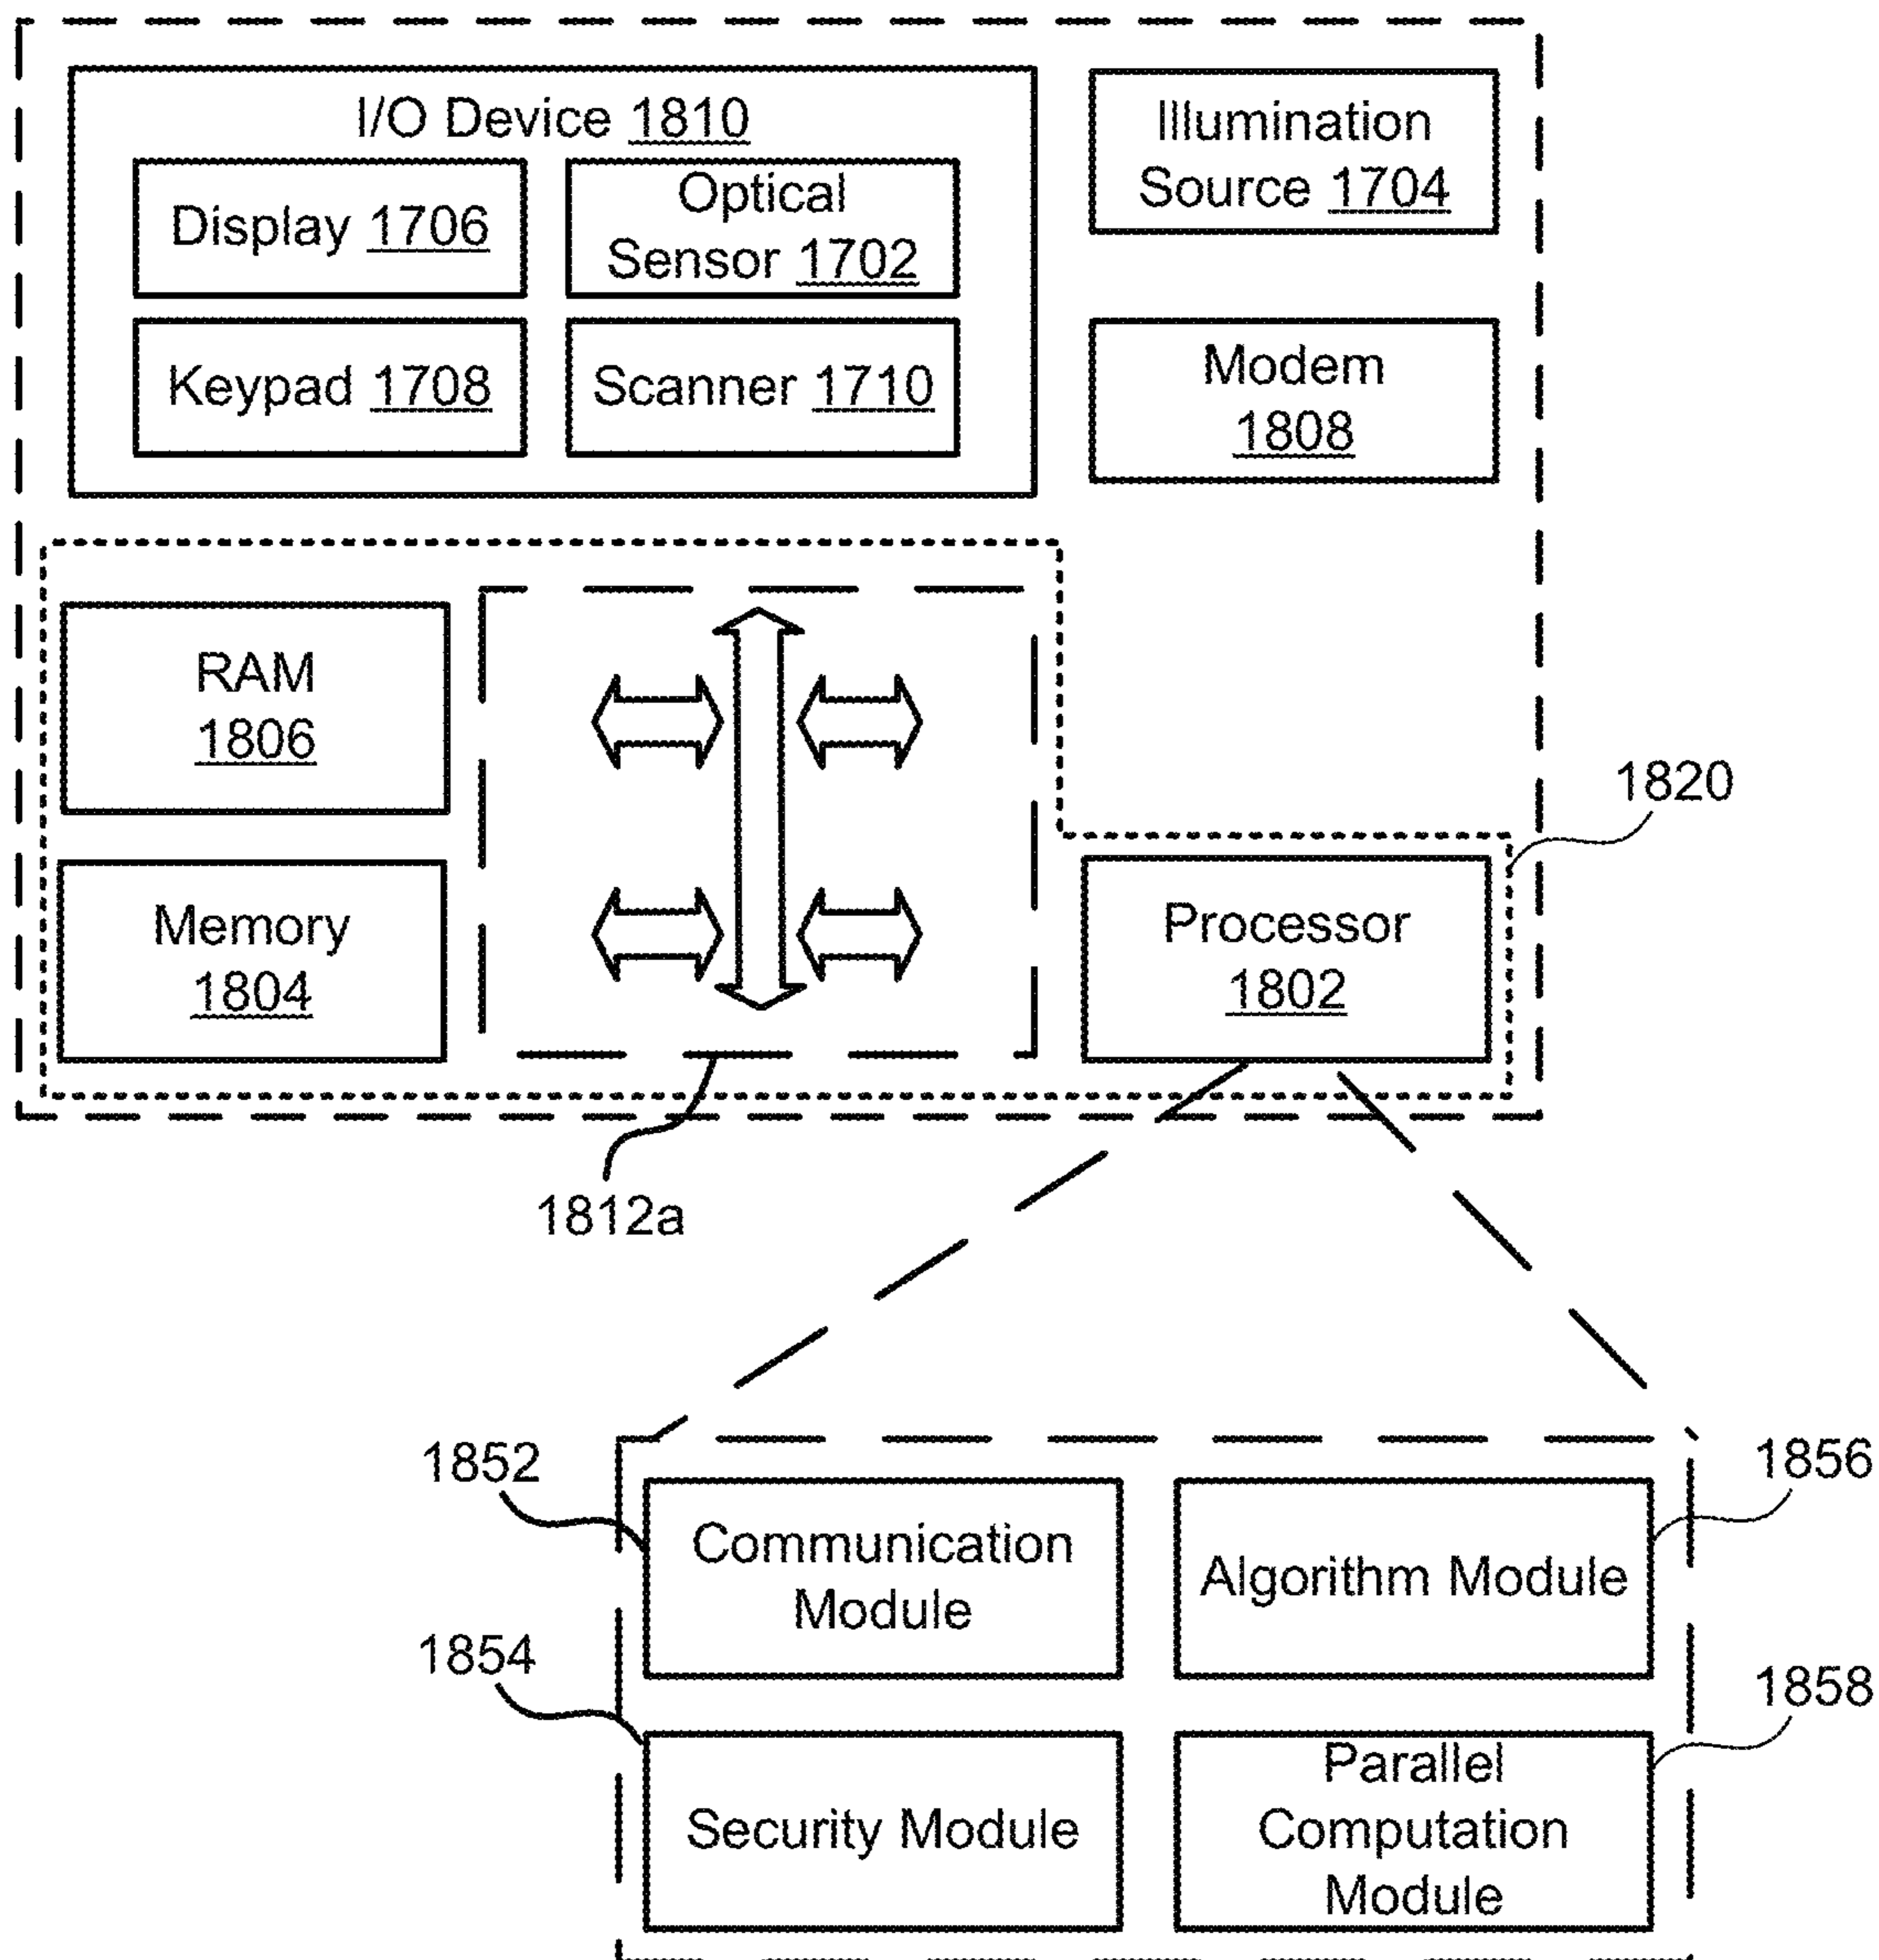 I/O Device 1810
Display 1706
Optical
Sensor 1702
Keypad 1708
Scanner 1710
Illumination
Source 1704
Modem
1808
RAM
1806
Memory
1804
Processor
1802
1820
1812a
1852
Communication
Module
1856
Algorithm Module
1854
Security Module
1858
Parallel
Computation
Module